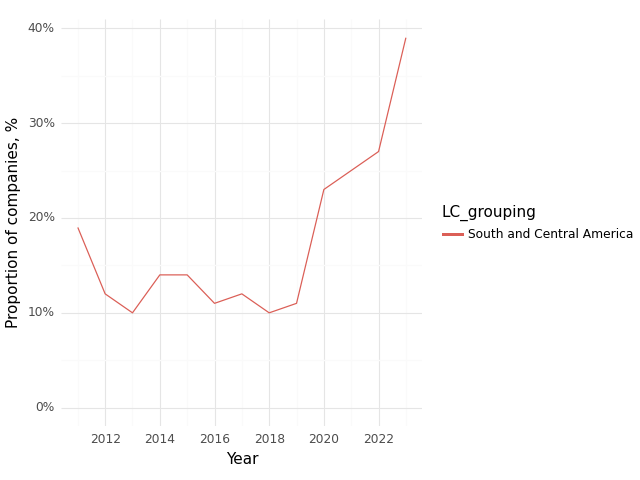 40%
30%
20%
10%
0%
Proportion of companies, %
2012 2014 2016 2018 2020 2022
Year
LC_grouping
South and Central America